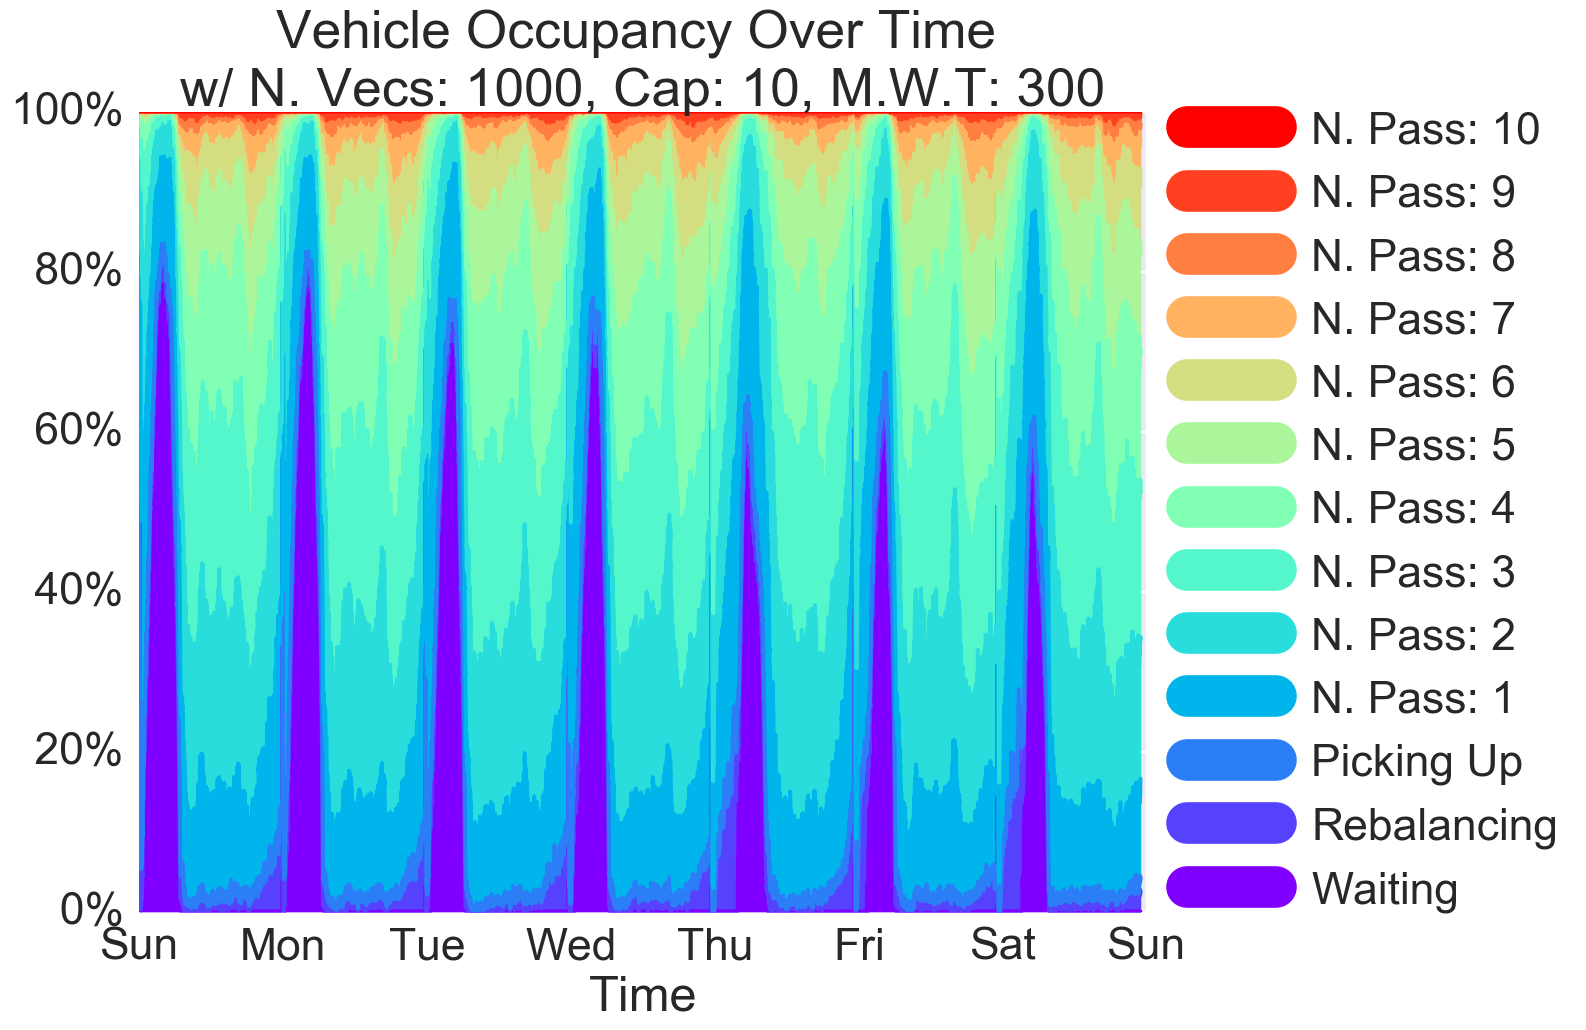 Vehicle Occupancy Over Time
w/ N. Vecs: 1000, Cap: 10, M.W.T: 300
100%
80%
60%
40%
20%
0%
Sun Mon Tue Wed Thu Fri Sat Sun
Time
N. Pass: 10
N. Pass: 9
N. Pass: 8
N. Pass: 7
N. Pass: 6
N. Pass: 5
N. Pass: 4
N. Pass: 3
N. Pass: 2
N. Pass: 1
Picking Up
Rebalancing
Waiting